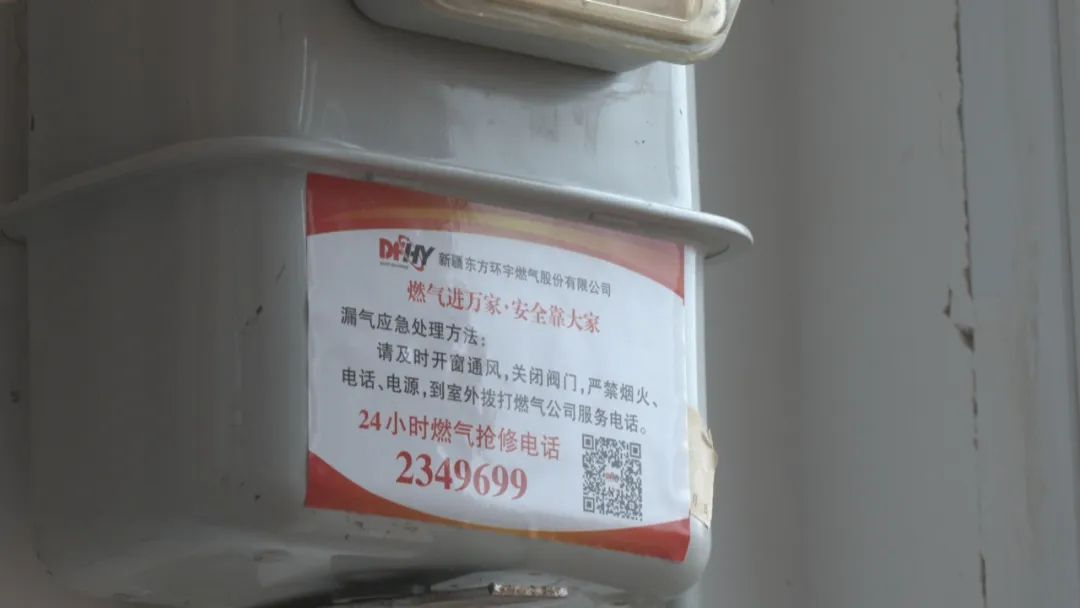 DFHY 新疆东方环宇燃气股份有限公司
燃气进万家·安全靠大家
漏气应急处理方法：
请及时开窗通风，关闭阀门，严禁烟火、
电话、电源，到室外拨打燃气公司服务电话。
24小时燃气抢修电话
2349699